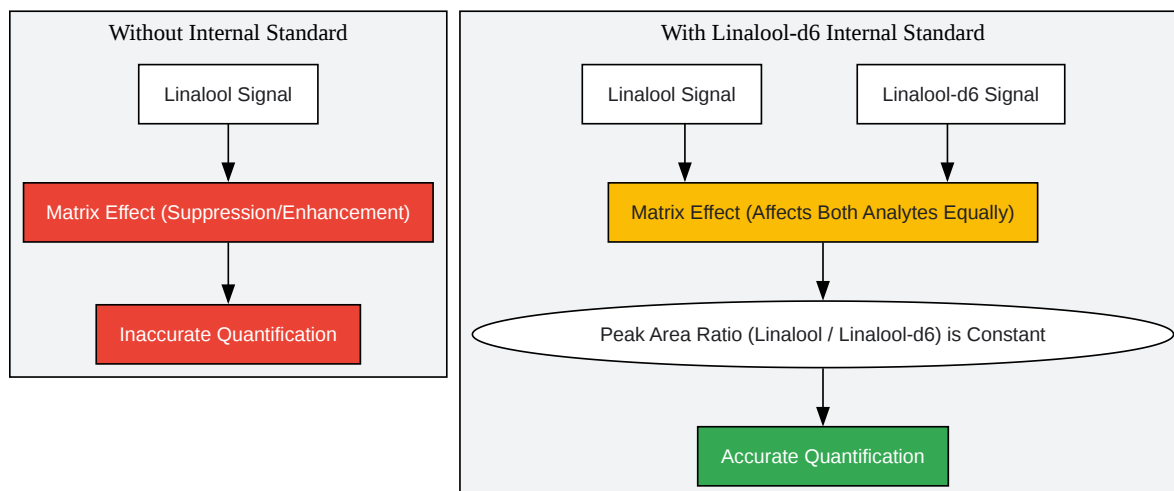 Without Internal Standard
Linalool Signal
Matrix Effect (Suppression/Enhancement)
Inaccurate Quantification
With Linalool-d6 Internal Standard
Linalool Signal
Linalool-d6 Signal
Matrix Effect (Affects Both Analytes Equally)
Peak Area Ratio (Linalool / Linalool-d6) is Constant
Accurate Quantification